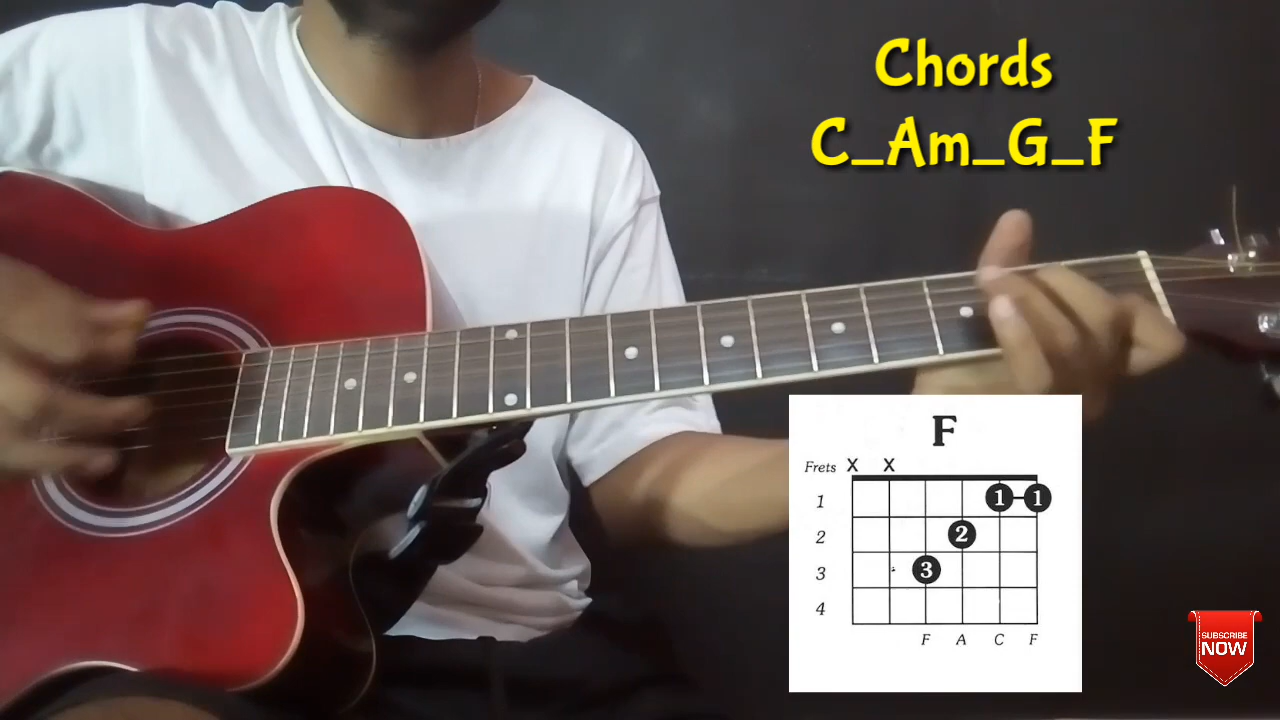 Chords
C_Am_G_F
F
Frets X X
1 1 1
2 2
3 3
4
F A C F
SUBSCRIBE
NOW